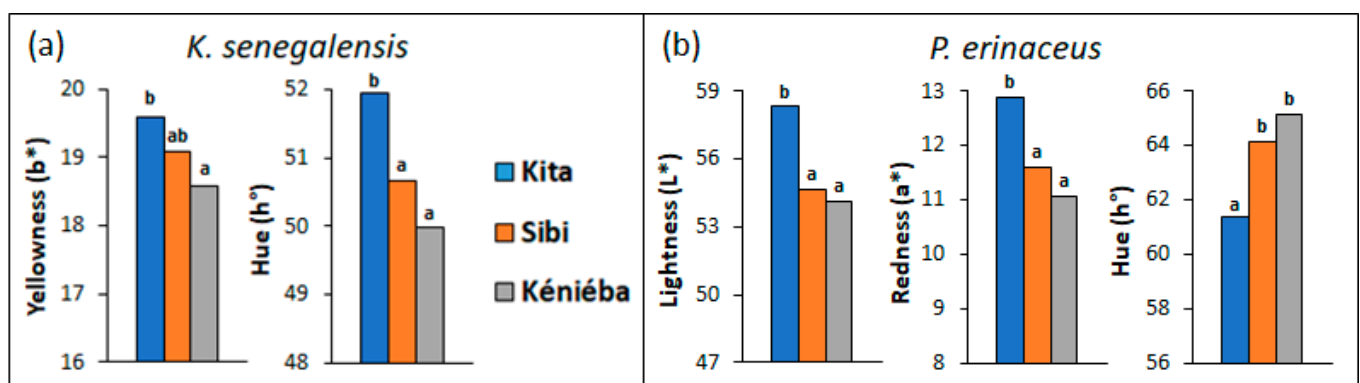 (a) K. senegalensis
Yellowness (b*)
20
19
18
17
16
b
ab
a
Hue (h°)
52
51
50
49
48
b
a
a
Kita
Sibi
Kéniéba
(b) P. erinaceus
Lightness (L*)
59
56
53
50
47
b
a
a
Redness (a*)
13
12
11
10
9
8
b
a
a
Hue (h°)
66
64
62
60
58
56
a
b
b